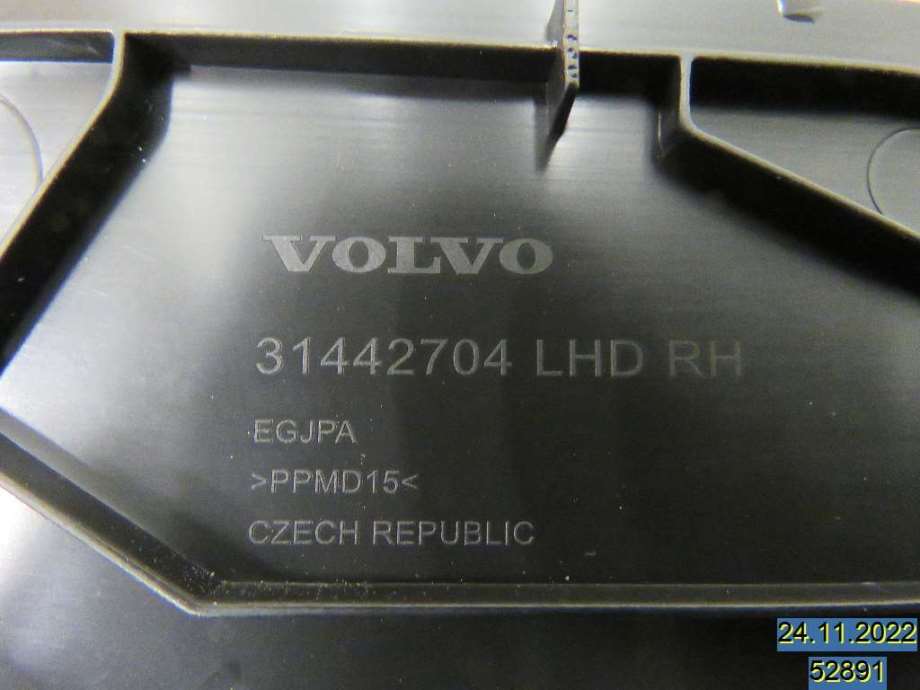 VOLVO
31442704 LHD RH
EGJPA
>PPMD15<
CZECH REPUBLIC
24.11.2022
52891